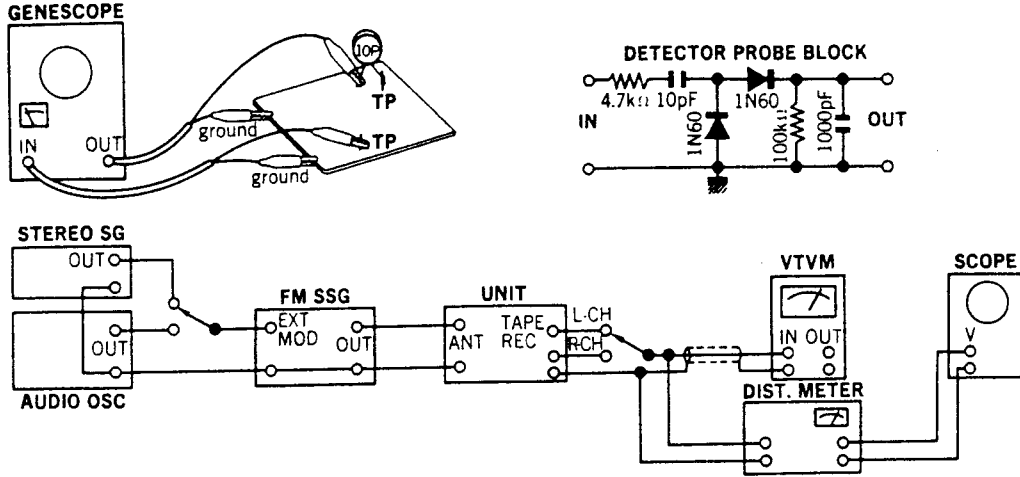 GENESCOPE
10P
TP
OUT
IN
ground
TP
ground
DETECTOR PROBE BLOCK
4.7kΩ 10pF 1N60
IN
1N60
100kΩ
1000pF
OUT
STEREO SG
OUT
OUT
AUDIO OSC
FM SSG
EXT
MOD
OUT
UNIT
ANT
TAPE
REC
L-CH
R-CH
VTVM
IN OUT
DIST. METER
SCOPE
V